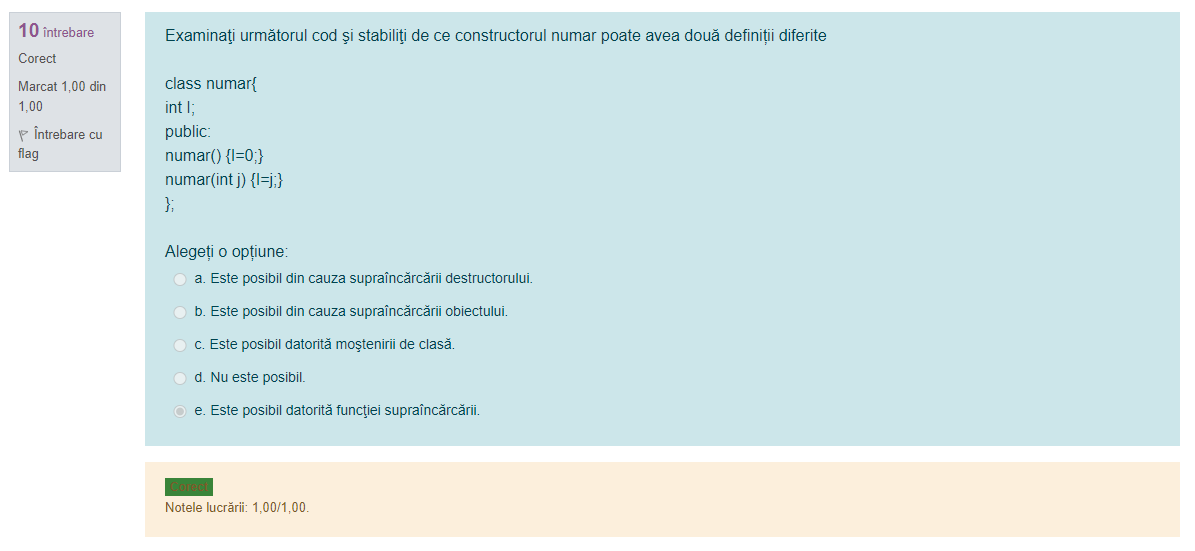 10 întrebare
Corect
Marcat 1,00 din
1,00
Întrebare cu
flag
Examinaţi următorul cod şi stabiliţi de ce constructorul numar poate avea două definiții diferite
class numar{
int I;
public:
numar() {I=0;}
numar(int j) {I=j;}
};
Alegeți o opțiune:
a. Este posibil din cauza supraîncărcării destructorului.
b. Este posibil din cauza supraîncărcării obiectului.
c. Este posibil datorită moştenirii de clasă.
d. Nu este posibil.
e. Este posibil datorită funcţiei supraîncărcării.
Corect
Notele lucrării: 1,00/1,00.